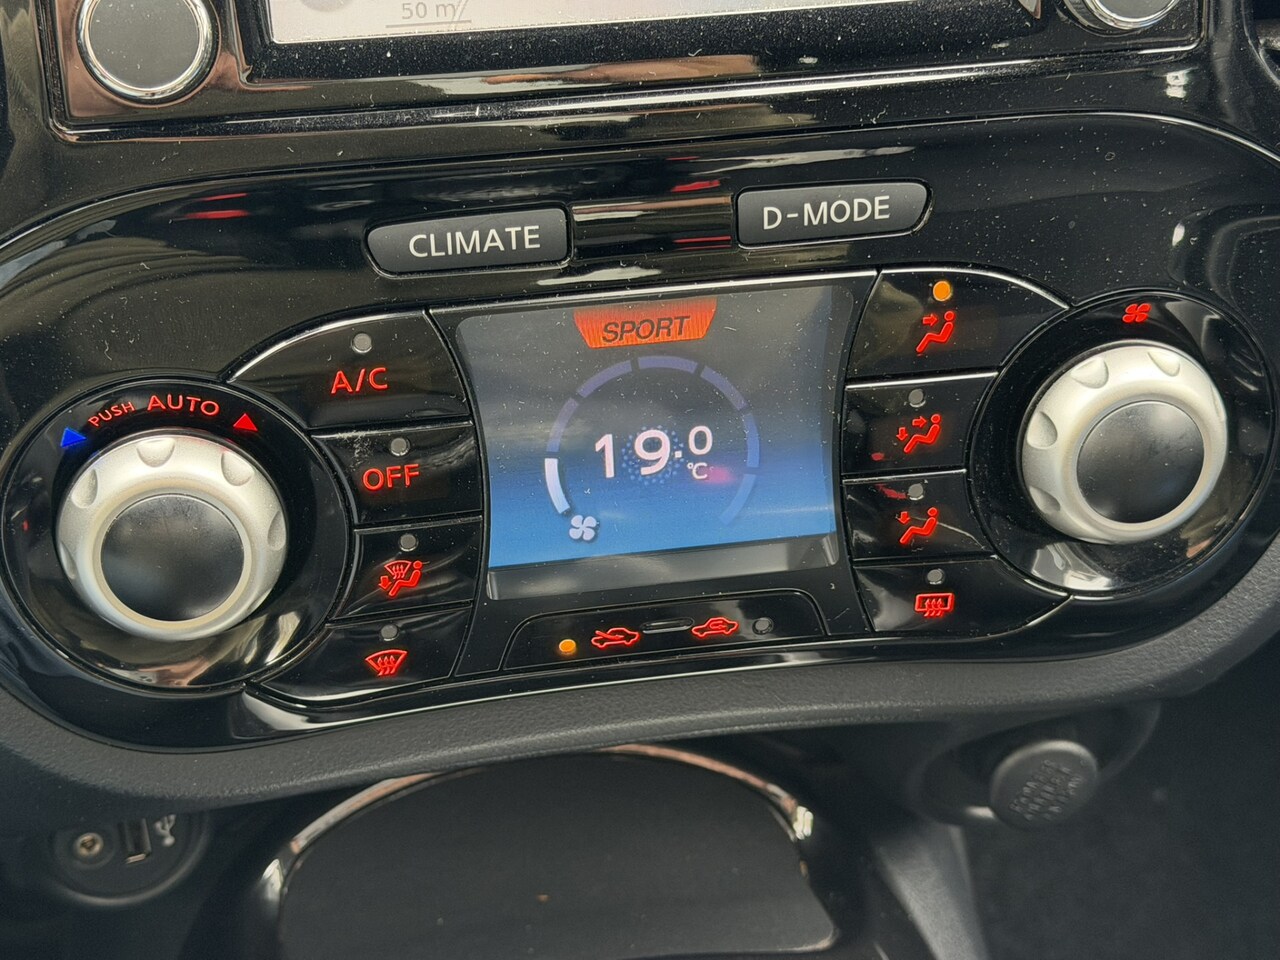 50 m
CLIMATE
D-MODE
SPORT
A/C
PUSH AUTO
OFF
19.0
°C